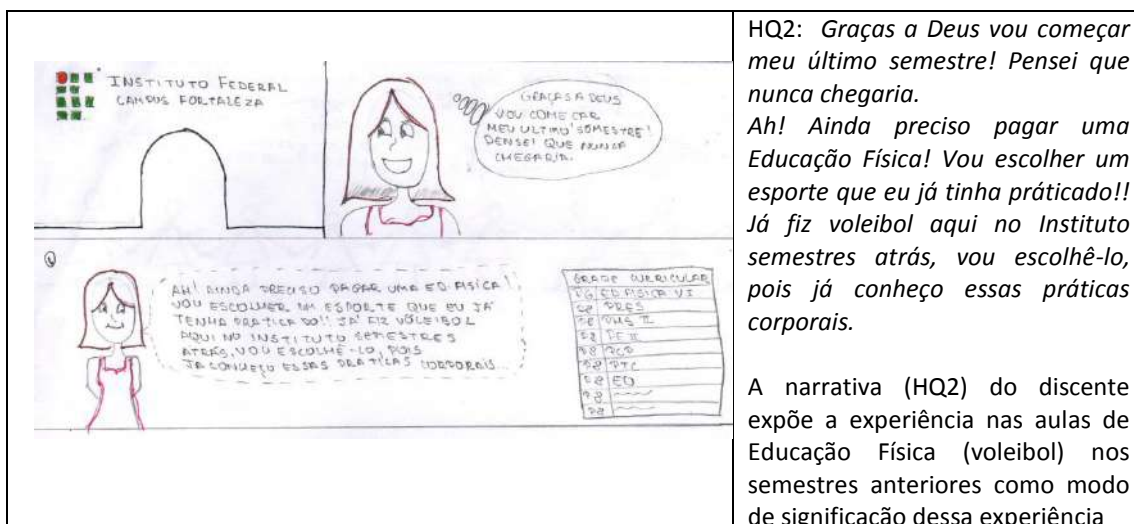 INSTITUTO FEDERAL
CAMPUS FORTALEZA
GRAÇAS A DEUS
VOU COMEÇAR
MEU ULTIMO SEMESTRE!
PENSEI QUE NUNCA
CHEGARIA.
AH! AINDA PRECISO PAGAR UMA ED. FÍSICA!
VOU ESCOLHER UM ESPORTE QUE EU JÁ
TENHA PRATICADO!! JÁ FIZ VOLEIBOL
AQUI NO INSTITUTO SEMESTRES
ATRÁS, VOU ESCOLHÊ-LO, POIS
JA CONHEÇO ESSAS PRATICAS CORPORAIS...
GRADE CURRICULAR
ED FISICA VI
PRES
EO
HQ2: Graças a Deus vou começar
meu último semestre! Pensei que
nunca chegaria.
Ah! Ainda preciso pagar uma
Educação Física! Vou escolher um
esporte que eu já tinha práticado!!
Já fiz voleibol aqui no Instituto
semestres atrás, vou escolhê-lo,
pois já conheço essas práticas
corporais.
A narrativa (HQ2) do discente
expõe a experiência nas aulas de
Educação Física (voleibol) nos
semestres anteriores como modo
de significação dessa experiência